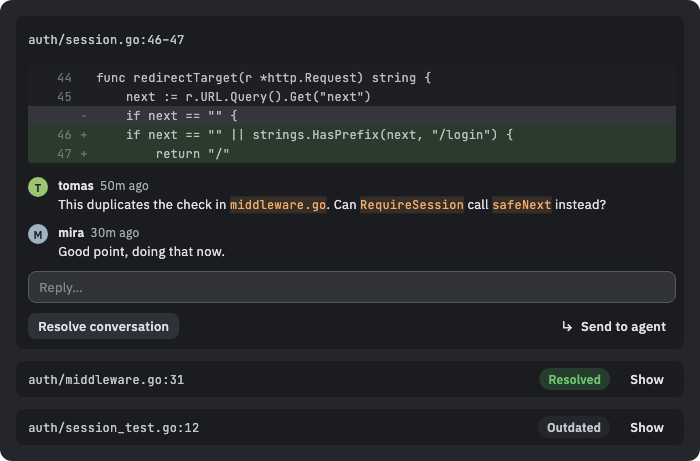 auth/session.go:46–47
44 func redirectTarget(r *http.Request) string {
45 next := r.URL.Query().Get("next")
- if next == "" {
46 + if next == "" || strings.HasPrefix(next, "/login") {
47 + return "/"
T tomas 50m ago
This duplicates the check in middleware.go. Can RequireSession call safeNext instead?
M mira 30m ago
Good point, doing that now.
Reply...
Resolve conversation ↳ Send to agent
auth/middleware.go:31 Resolved Show
auth/session_test.go:12 Outdated Show